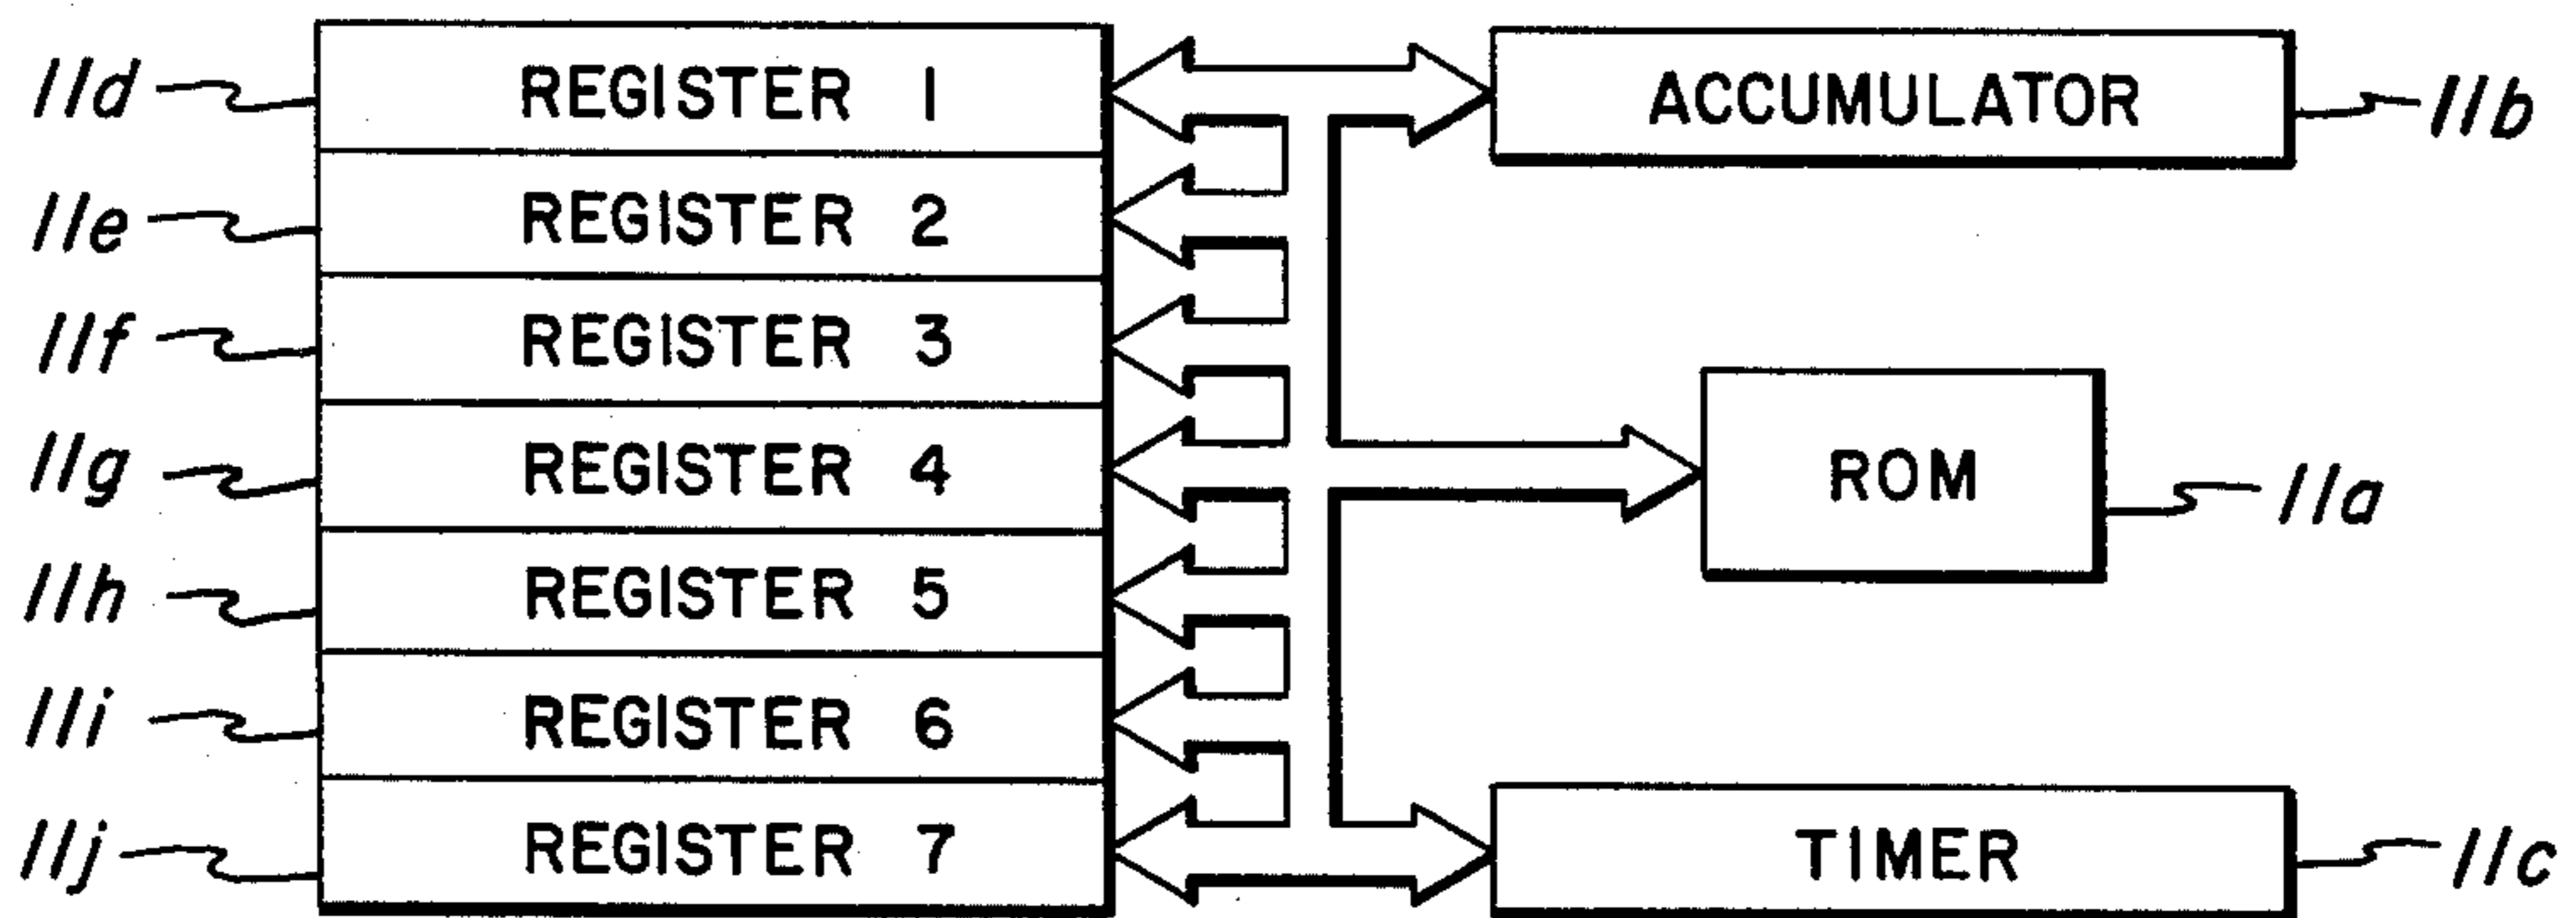 11d REGISTER 1 ACCUMULATOR 11b
11e REGISTER 2
11f REGISTER 3
11g REGISTER 4 ROM 11a
11h REGISTER 5
11i REGISTER 6
11j REGISTER 7 TIMER 11c